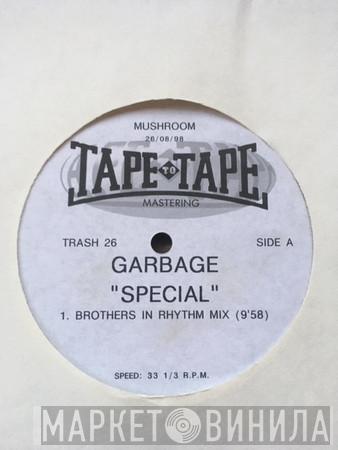 MUSHROOM
26/08/98
TAPE TO TAPE
MASTERING
TRASH 26 SIDE A
GARBAGE
"SPECIAL"
1. BROTHERS IN RHYTHM MIX (9'58)
SPEED: 33 1/3 R.P.M.
МАРКЕТ ВИНИЛА